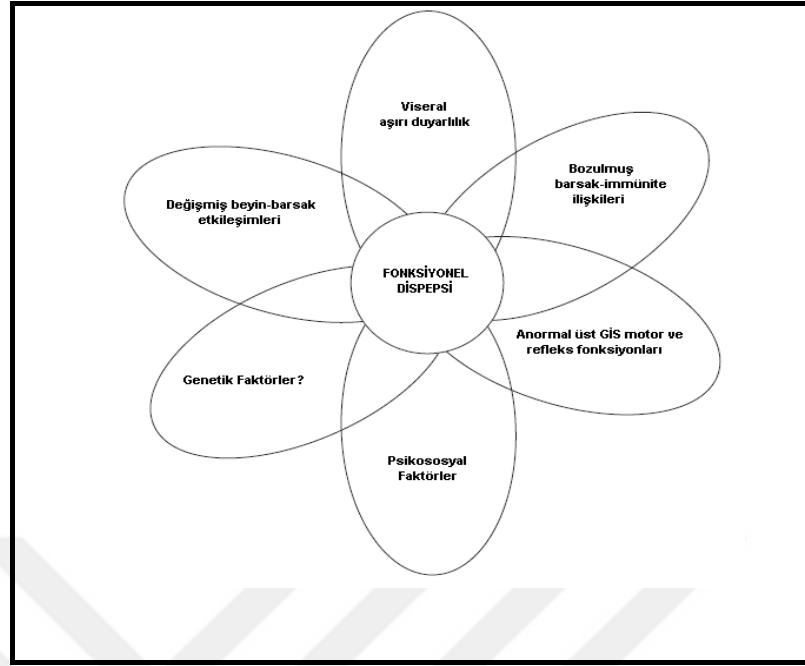 Viseral
aşırı duyarlılık
Bozulmuş
barsak-immünite
ilişkileri
Değişmiş beyin-barsak
etkileşimleri
FONKSİYONEL
DİSPEPSİ
Anormal üst GİS motor ve
refleks fonksiyonları
Genetik Faktörler?
Psikososyal
Faktörler